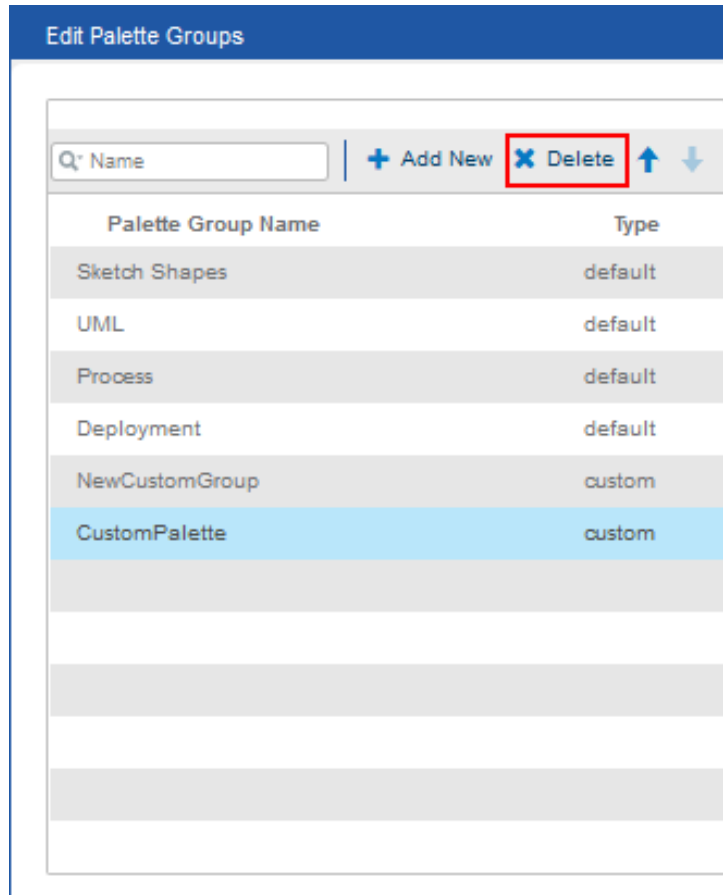 Edit Palette Groups
Name Add New Delete
Palette Group Name Type
Sketch Shapes default
UML default
Process default
Deployment default
NewCustomGroup custom
CustomPalette custom